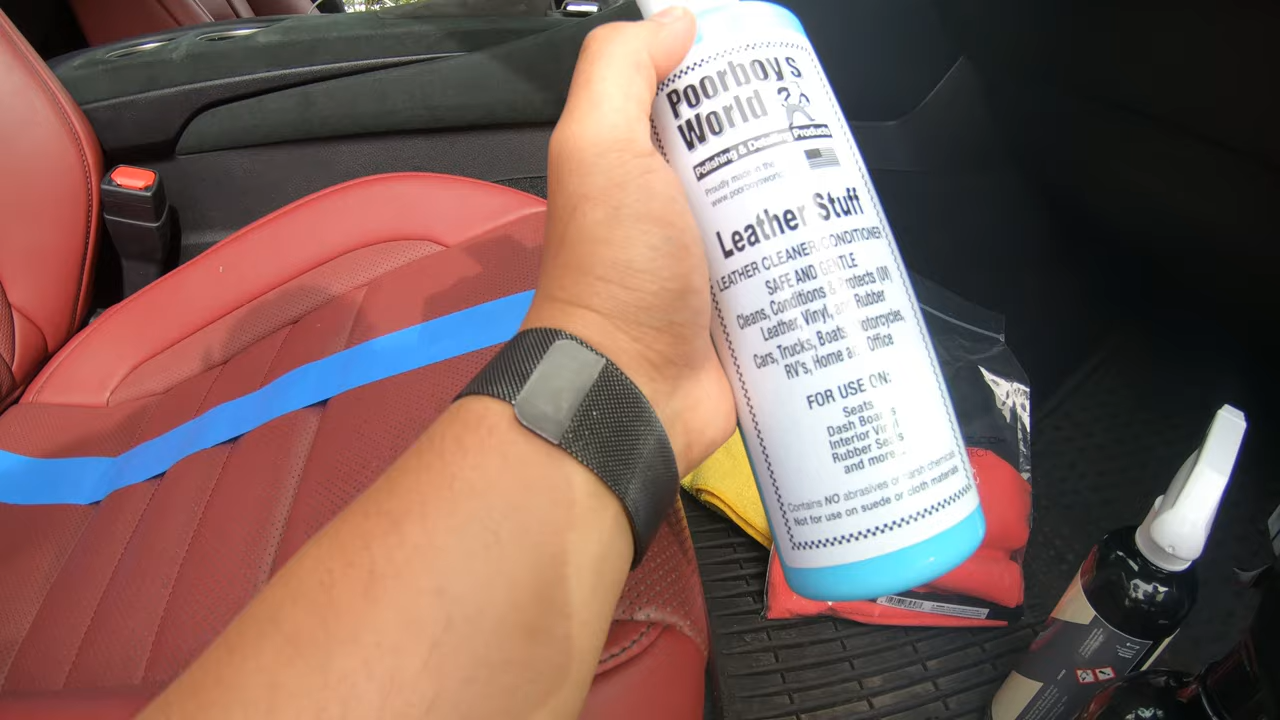 Poorboy's
World
Polishing & Detailing Products
Proudly made in the
www.poorboysworld
Leather Stuff
LEATHER CLEANER/CONDITIONER
SAFE AND GENTLE
Cleans, Conditions & Protects (UV)
Leather, Vinyl, and Rubber
Cars, Trucks, Boats, Motorcycles,
RV's, Home and Office
FOR USE ON:
Seats
Dash Boards
Interior Vinyl
Rubber Seals
and more...
Contains NO abrasives or harsh chemicals
Not for use on suede or cloth materials